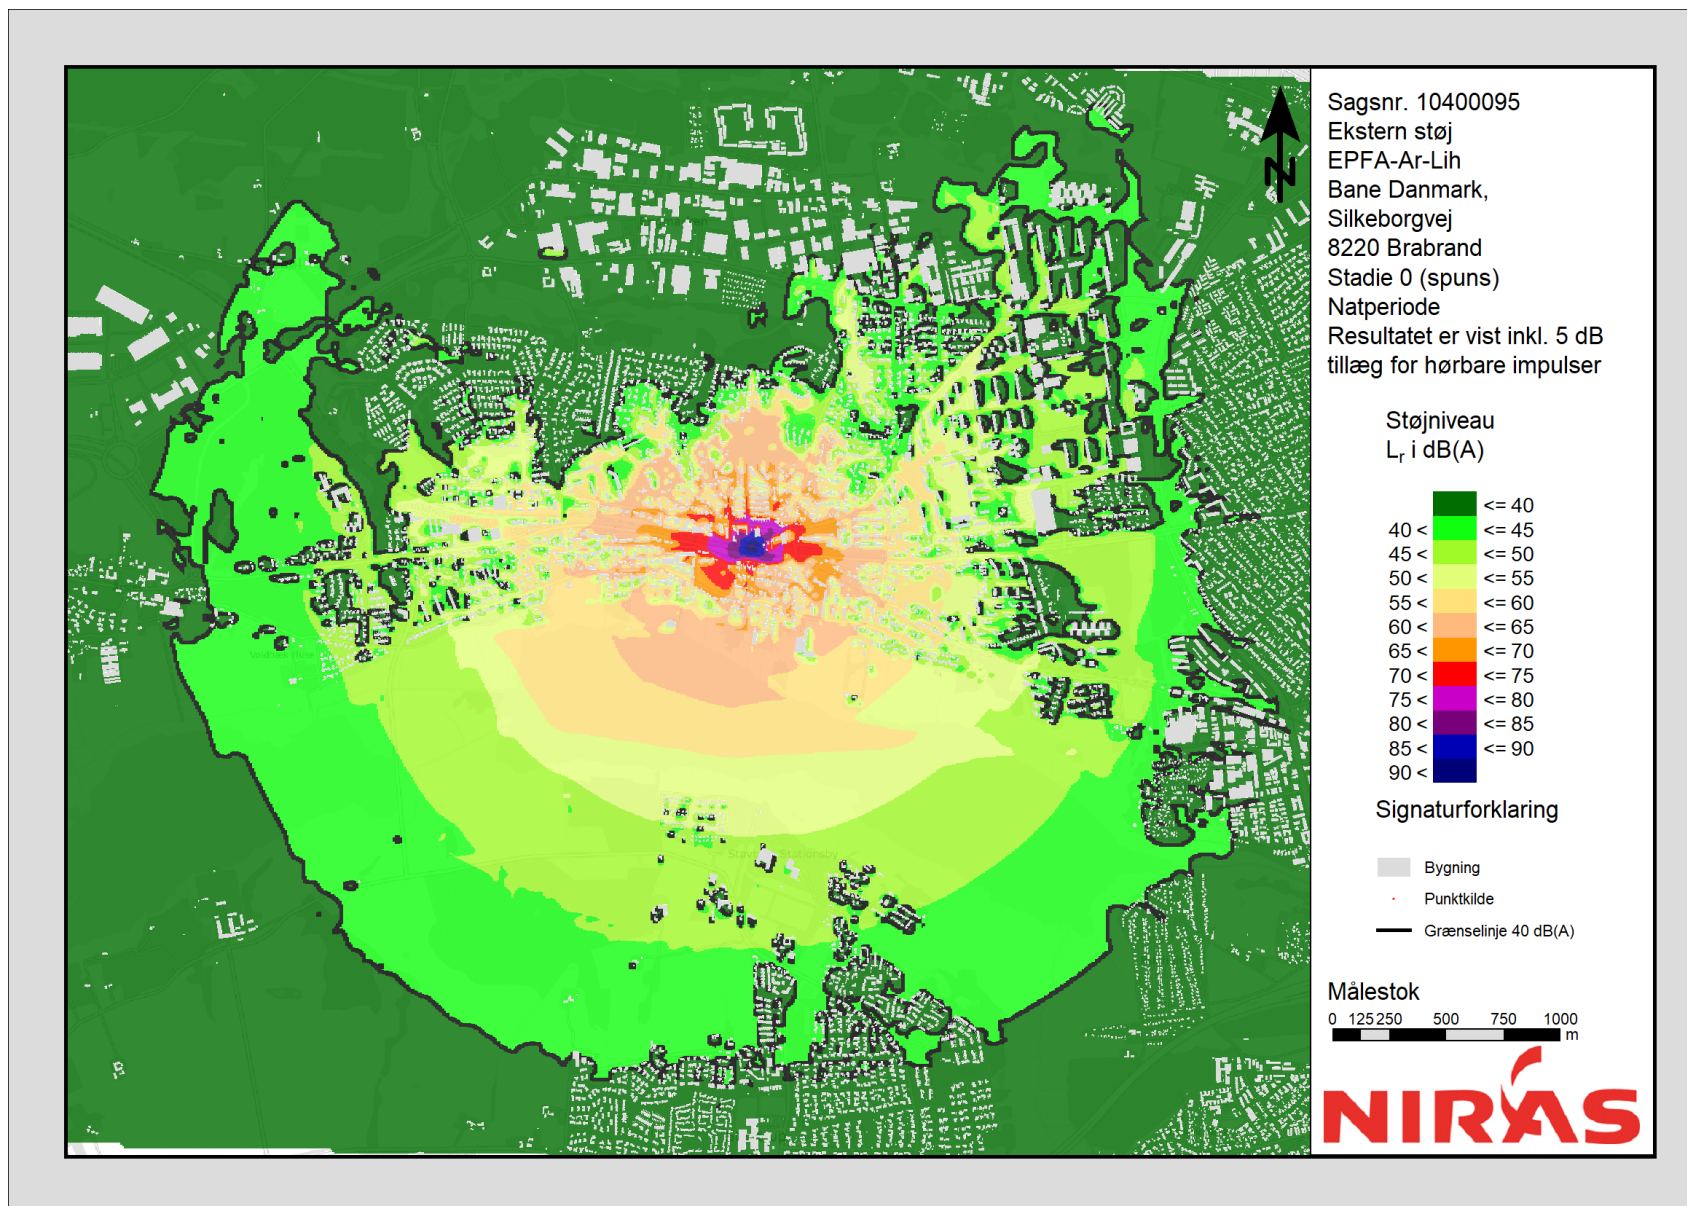 Sagsnr. 10400095
Ekstern støj
EPFA-Ar-Lih
Bane Danmark,
Silkeborgvej
8220 Brabrand
Stadie 0 (spuns)
Natperiode
Resultatet er vist inkl. 5 dB
tillæg for hørbare impulser
N
Støjniveau
Lr i dB(A)
<= 40
40 < <= 45
45 < <= 50
50 < <= 55
55 < <= 60
60 < <= 65
65 < <= 70
70 < <= 75
75 < <= 80
80 < <= 85
85 < <= 90
90 <
Signaturforklaring
Bygning
Punktkilde
Grænselinje 40 dB(A)
Målestok
0 125 250 500 750 1000
m
NIRAS
Stationsby